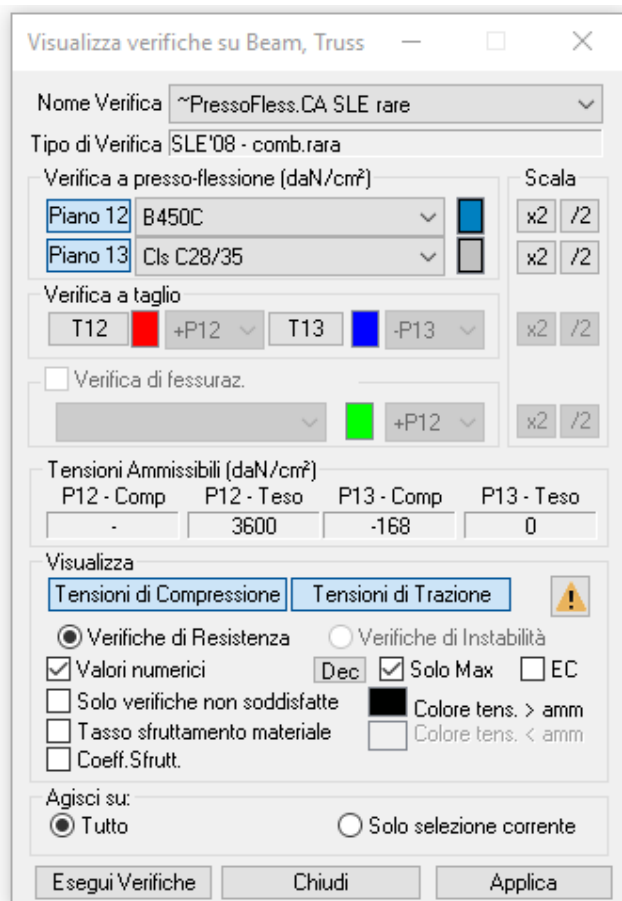 Visualizza verifiche su Beam, Truss
Nome Verifica ~PressoFless.CA SLE rare
Tipo di Verifica SLE'08 - comb.rara
Verifica a presso-flessione (daN/cm²) Scala
Piano 12 B450C x2 /2
Piano 13 Cls C28/35 x2 /2
Verifica a taglio
T12 +P12 T13 -P13 x2 /2
Verifica di fessuraz.
+P12 x2 /2
Tensioni Ammissibili (daN/cm²)
P12 - Comp P12 - Teso P13 - Comp P13 - Teso
- 3600 -168 0
Visualizza
Tensioni di Compressione Tensioni di Trazione
Verifiche di Resistenza Verifiche di Instabilità
Valori numerici Dec Solo Max EC
Solo verifiche non soddisfatte Colore tens. > amm
Tasso sfruttamento materiale Colore tens. < amm
Coeff.Sfrutt.
Agisci su:
Tutto Solo selezione corrente
Esegui Verifiche Chiudi Applica